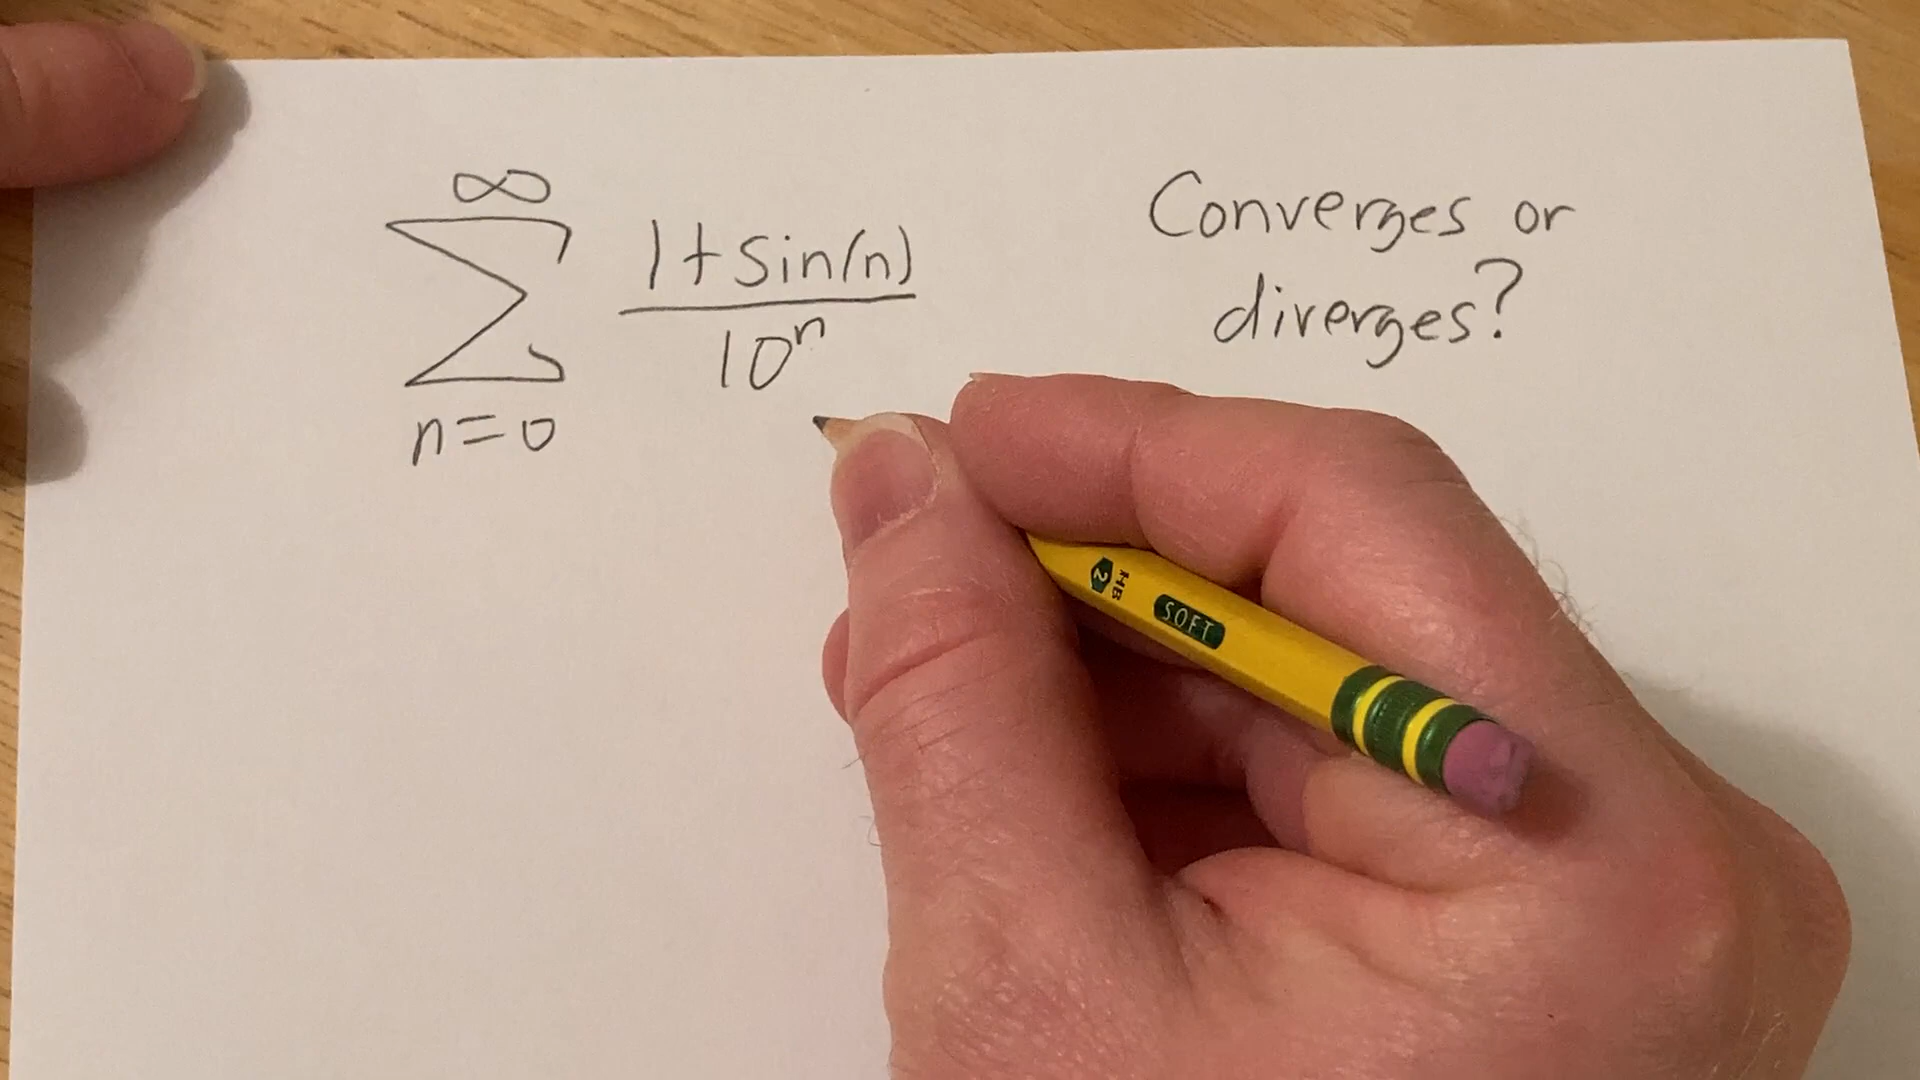 ∞
Σ 1+sin(n) / 10ⁿ
n=0
Converges or
diverges?
HB
2
SOFT